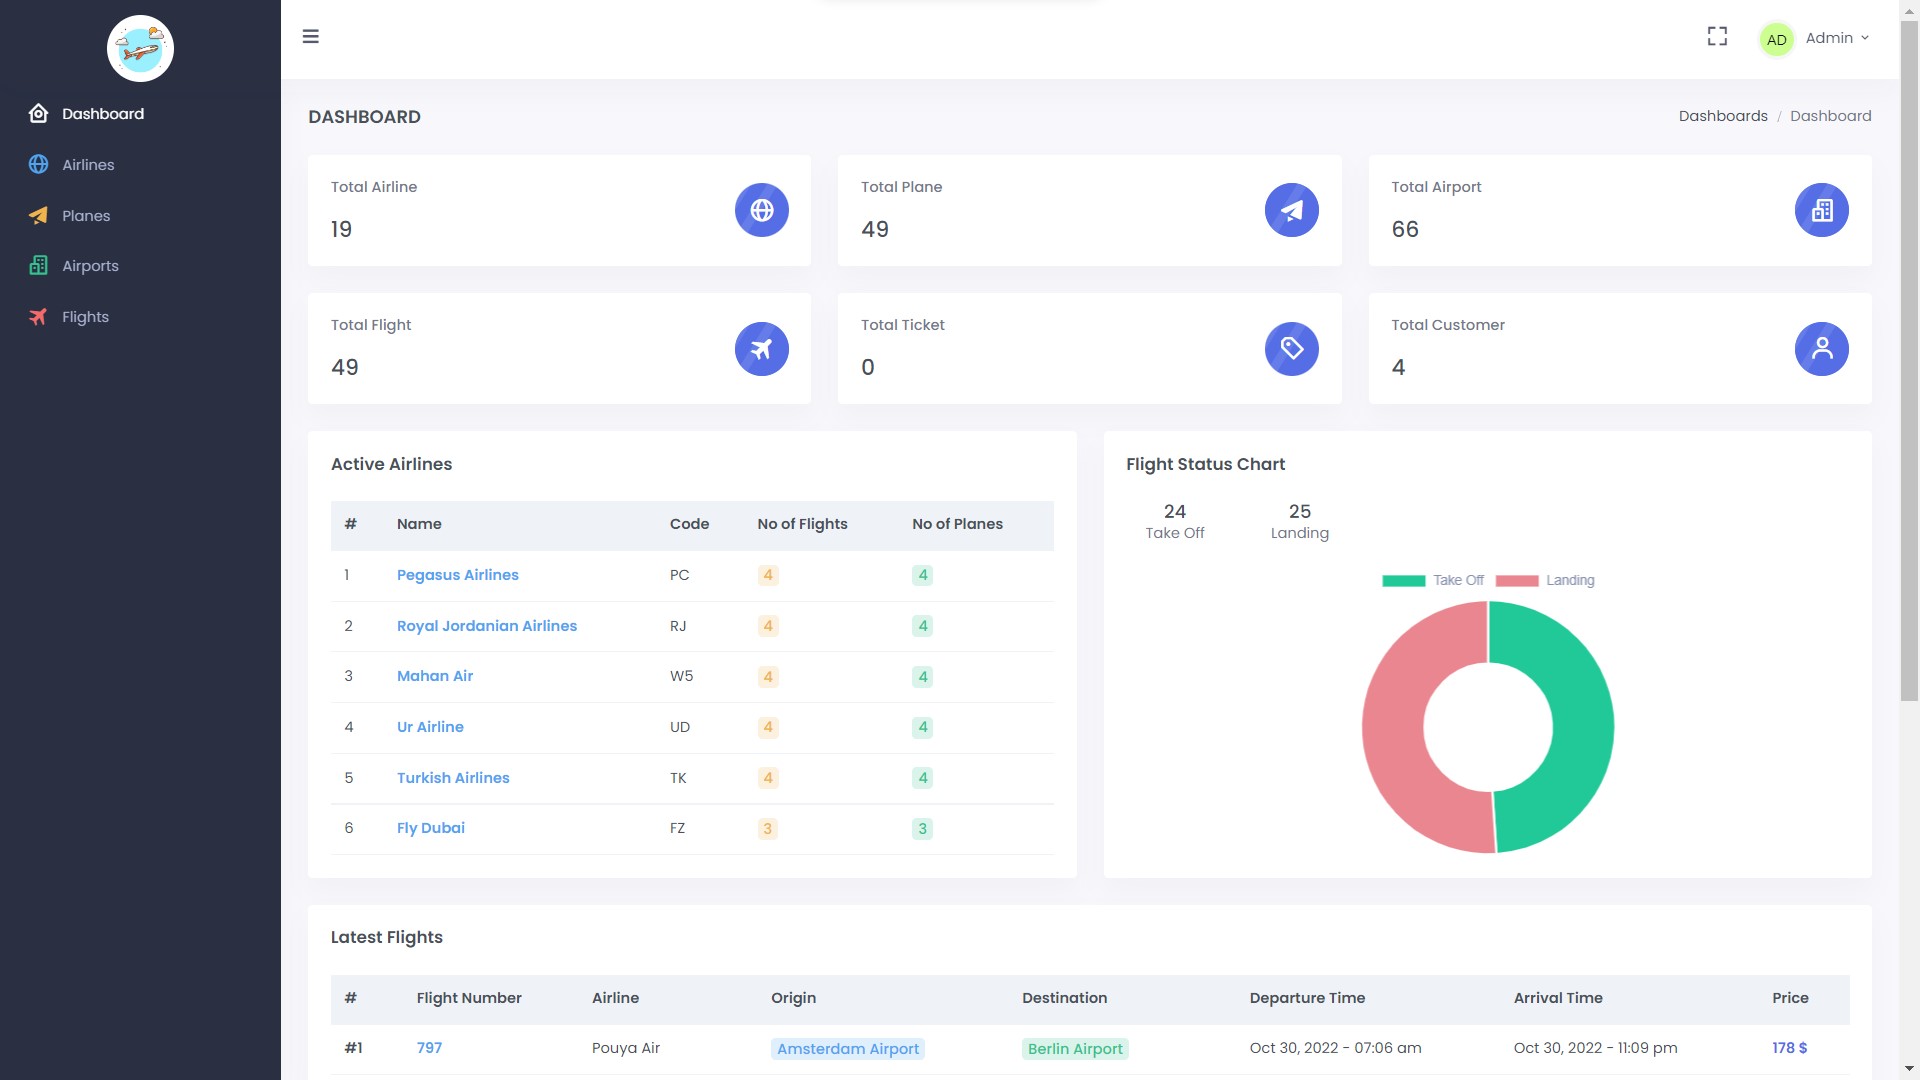 AD Admin
Dashboard
Airlines
Planes
Airports
Flights
DASHBOARD
Dashboards / Dashboard
Total Airline
19
Total Plane
49
Total Airport
66
Total Flight
49
Total Ticket
0
Total Customer
4
Active Airlines
# Name Code No of Flights No of Planes
1 Pegasus Airlines PC 4 4
2 Royal Jordanian Airlines RJ 4 4
3 Mahan Air W5 4 4
4 Ur Airline UD 4 4
5 Turkish Airlines TK 4 4
6 Fly Dubai FZ 3 3
Flight Status Chart
24 25
Take Off Landing
Take Off Landing
Latest Flights
# Flight Number Airline Origin Destination Departure Time Arrival Time Price
#1 797 Pouya Air Amsterdam Airport Berlin Airport Oct 30, 2022 - 07:06 am Oct 30, 2022 - 11:09 pm 178 $